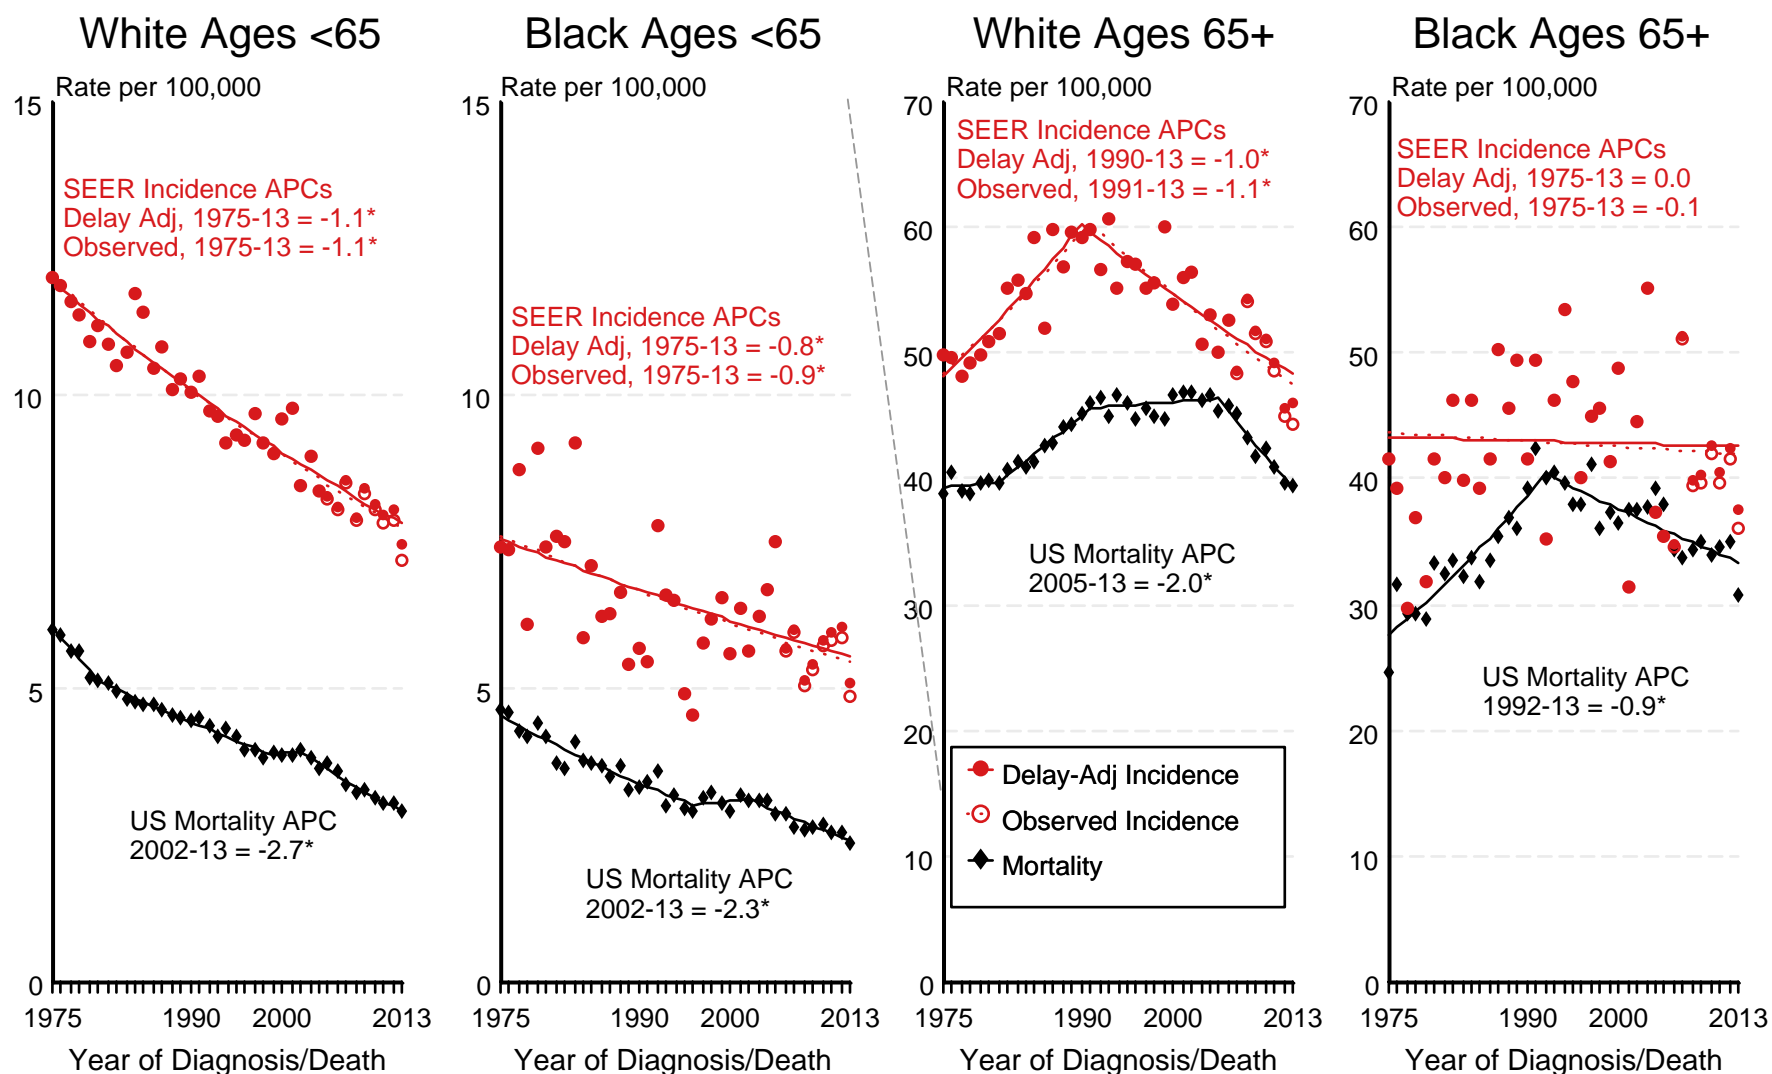 White Ages <65
Rate per 100,000
15
SEER Incidence APCs
Delay Adj, 1975-13 = -1.1*
Observed, 1975-13 = -1.1*
10
5
US Mortality APC
2002-13 = -2.7*
0
1975 1990 2000 2013
Year of Diagnosis/Death
Black Ages <65
Rate per 100,000
15
SEER Incidence APCs
Delay Adj, 1975-13 = -0.8*
Observed, 1975-13 = -0.9*
10
5
US Mortality APC
2002-13 = -2.3*
0
1975 1990 2000 2013
Year of Diagnosis/Death
White Ages 65+
Rate per 100,000
70
SEER Incidence APCs
Delay Adj, 1990-13 = -1.0*
Observed, 1991-13 = -1.1*
60
50
40
US Mortality APC
2005-13 = -2.0*
30
20
Delay-Adj Incidence
Observed Incidence
Mortality
10
0
1975 1990 2000 2013
Year of Diagnosis/Death
Black Ages 65+
Rate per 100,000
70
SEER Incidence APCs
Delay Adj, 1975-13 = 0.0
Observed, 1975-13 = -0.1
60
50
40
30
US Mortality APC
1992-13 = -0.9*
20
10
0
1975 1990 2000 2013
Year of Diagnosis/Death